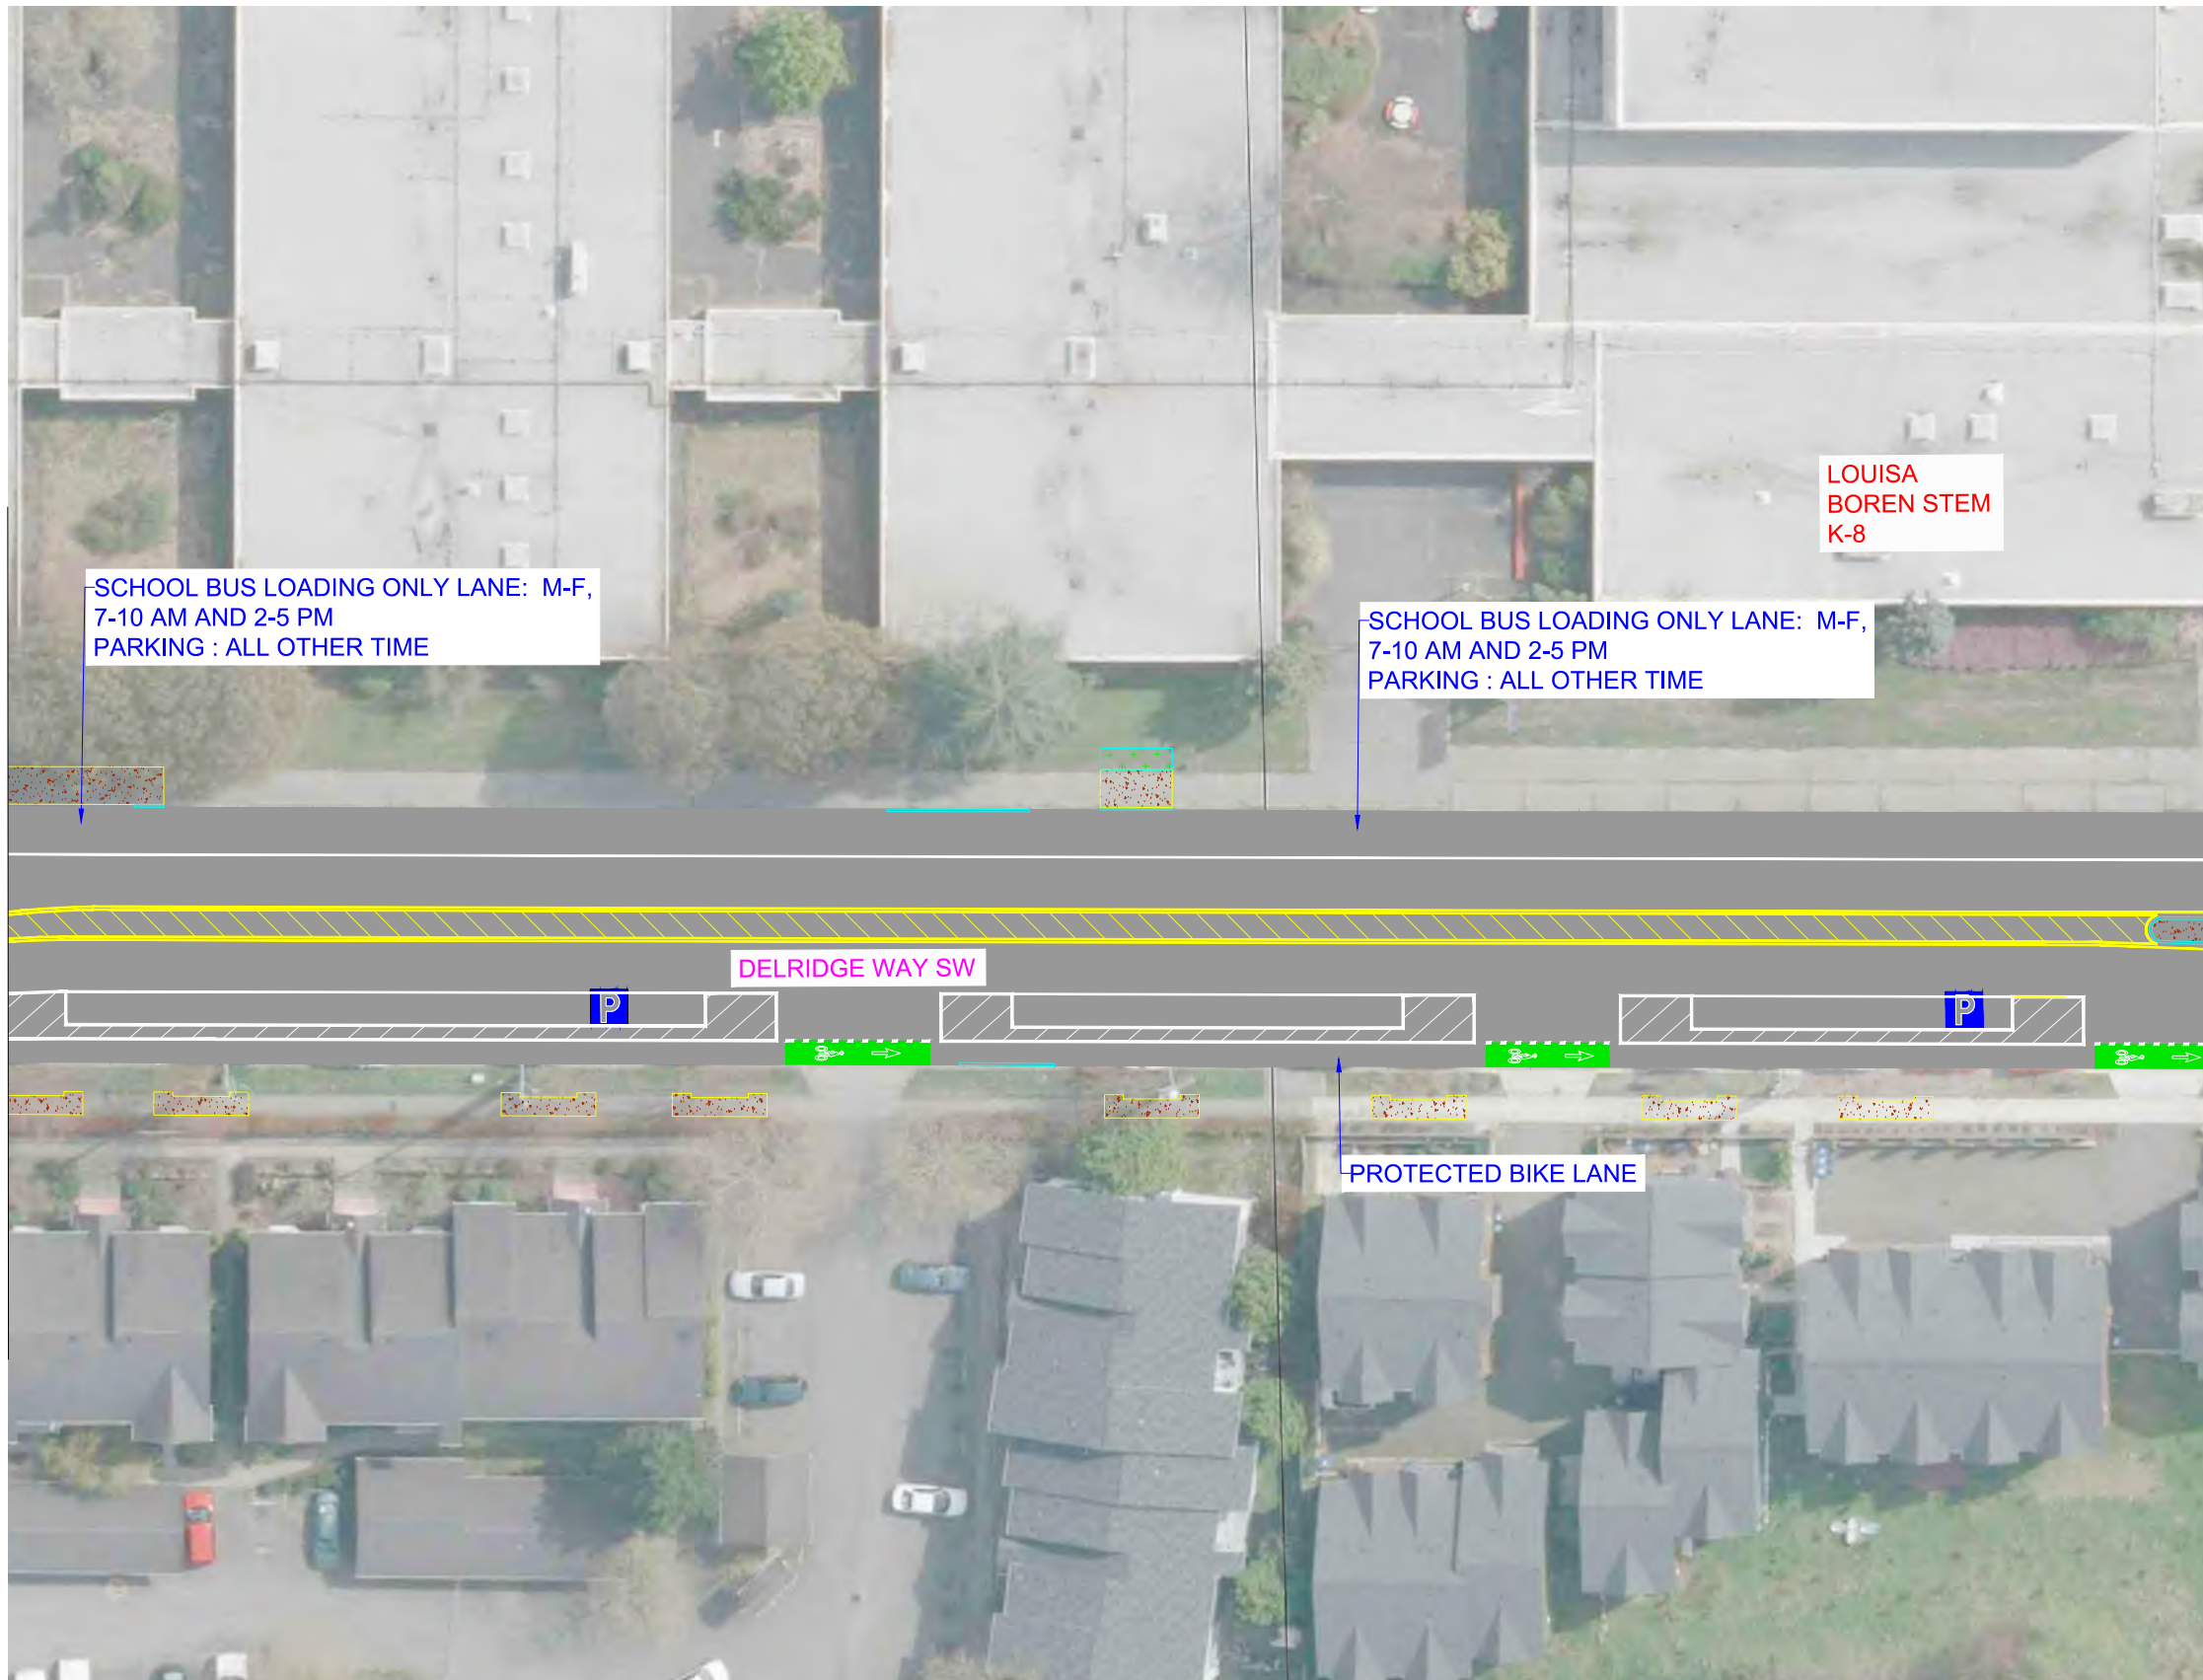 LOUISA
BOREN STEM
K-8
SCHOOL BUS LOADING ONLY LANE: M-F,
7-10 AM AND 2-5 PM
PARKING : ALL OTHER TIME
SCHOOL BUS LOADING ONLY LANE: M-F,
7-10 AM AND 2-5 PM
PARKING : ALL OTHER TIME
DELRIDGE WAY SW
P
P
PROTECTED BIKE LANE